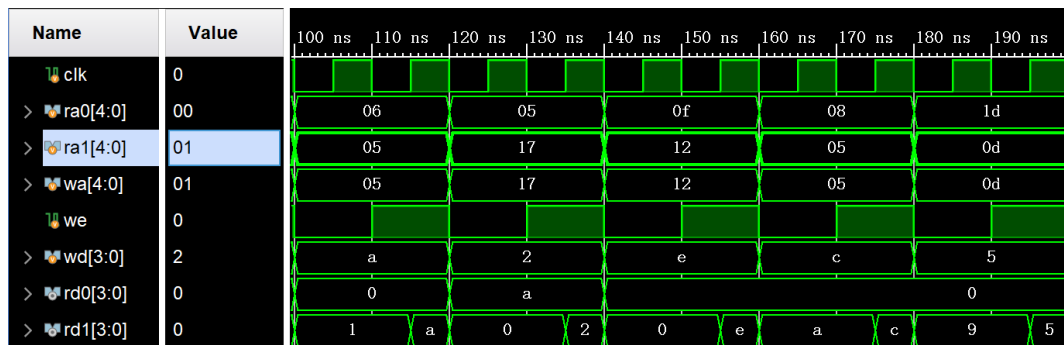 Name Value 100 ns 110 ns 120 ns 130 ns 140 ns 150 ns 160 ns 170 ns 180 ns 190 ns
clk 0
ra0[4:0] 00 06 05 0f 08 1d
ra1[4:0] 01 05 17 12 05 0d
wa[4:0] 01 05 17 12 05 0d
we 0
wd[3:0] 2 a 2 e c 5
rd0[3:0] 0 0 a 0
rd1[3:0] 0 1 a 0 2 0 e a c 9 5